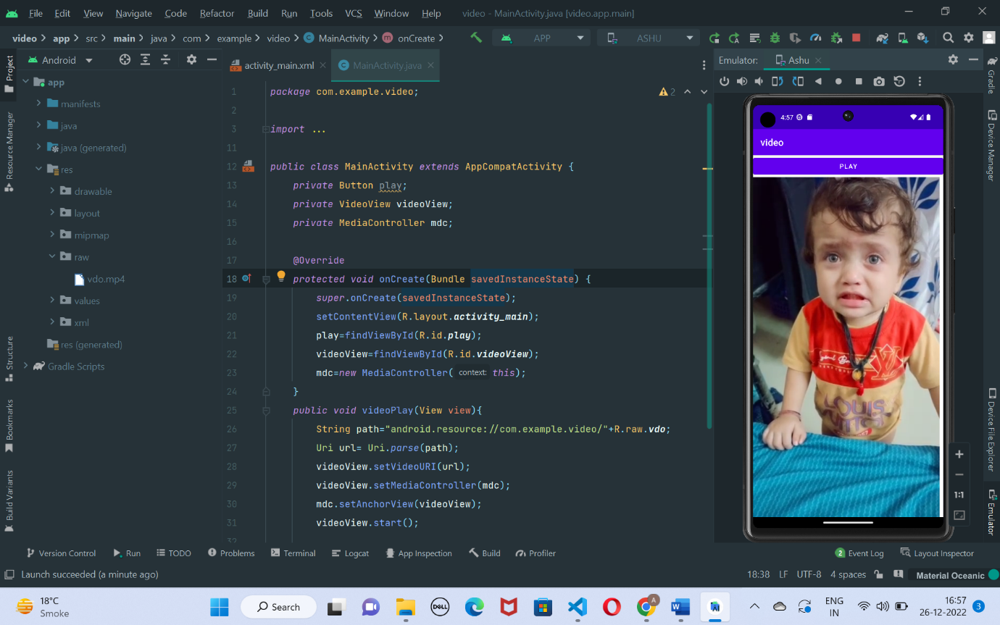 File Edit View Navigate Code Refactor Build Run Tools VCS Window Help video - MainActivity.java [video.app.main]
video app src main java com example video C MainActivity m onCreate APP ASHU
Project
Resource Manager
Structure
Bookmarks
Build Variants
Android
app
manifests
java
java (generated)
res
drawable
layout
mipmap
raw
vdo.mp4
values
xml
res (generated)
Gradle Scripts
activity_main.xml C MainActivity.java
2
1 package com.example.video;
2
3 import ...
11
12 public class MainActivity extends AppCompatActivity {
13 private Button play;
14 private VideoView videoView;
15 private MediaController mdc;
16
17 @Override
18 protected void onCreate(Bundle savedInstanceState) {
19 super.onCreate(savedInstanceState);
20 setContentView(R.layout.activity_main);
21 play=findViewById(R.id.play);
22 videoView=findViewById(R.id.videoView);
23 mdc=new MediaController( context: this);
24 }
25 public void videoPlay(View view){
26 String path="android.resource://com.example.video/"+R.raw.vdo;
27 Uri url= Uri.parse(path);
28 videoView.setVideoURI(url);
29 videoView.setMediaController(mdc);
30 mdc.setAnchorView(videoView);
31 videoView.start();
32
Emulator: Ashu
4:57
video
PLAY
1:1
Gradle
Device Manager
Device File Explorer
Emulator
Version Control Run TODO Problems Terminal Logcat App Inspection Build Profiler 2 Event Log Layout Inspector
Launch succeeded (a minute ago) 18:38 LF UTF-8 4 spaces Material Oceanic
18°C
Smoke
Search
DELL
A
W
ENG
IN
16:57
26-12-2022
3